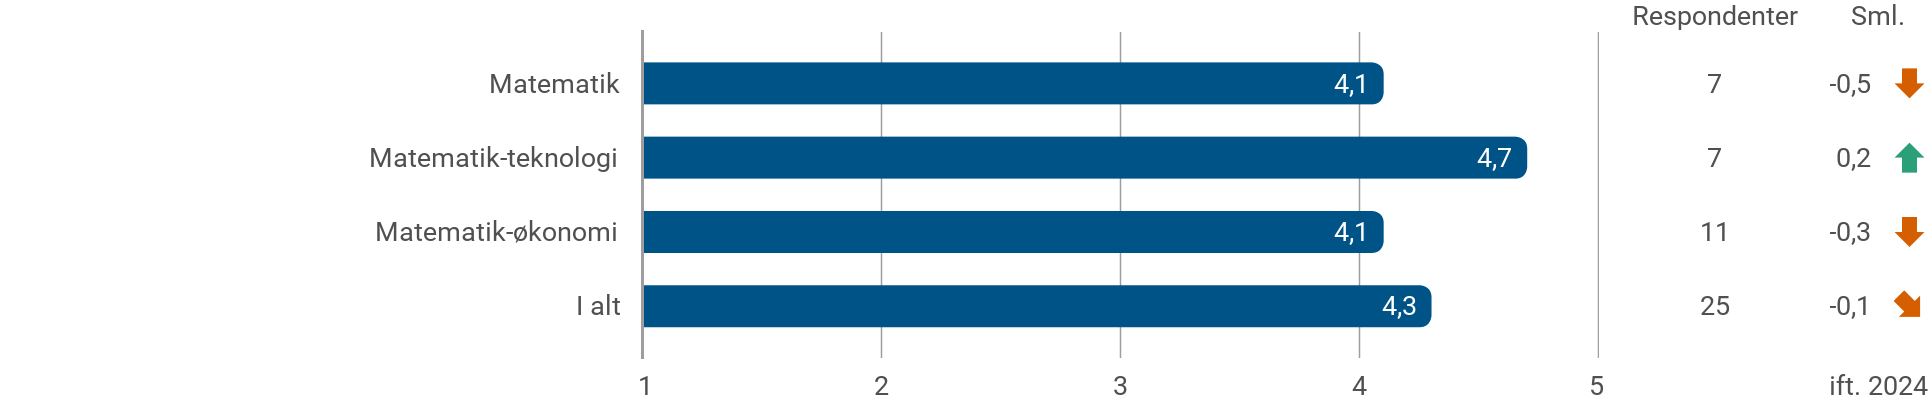 Respondenter Sml.
Matematik 4,1 7 -0,5
Matematik-teknologi 4,7 7 0,2
Matematik-økonomi 4,1 11 -0,3
I alt 4,3 25 -0,1
1 2 3 4 5 ift. 2024